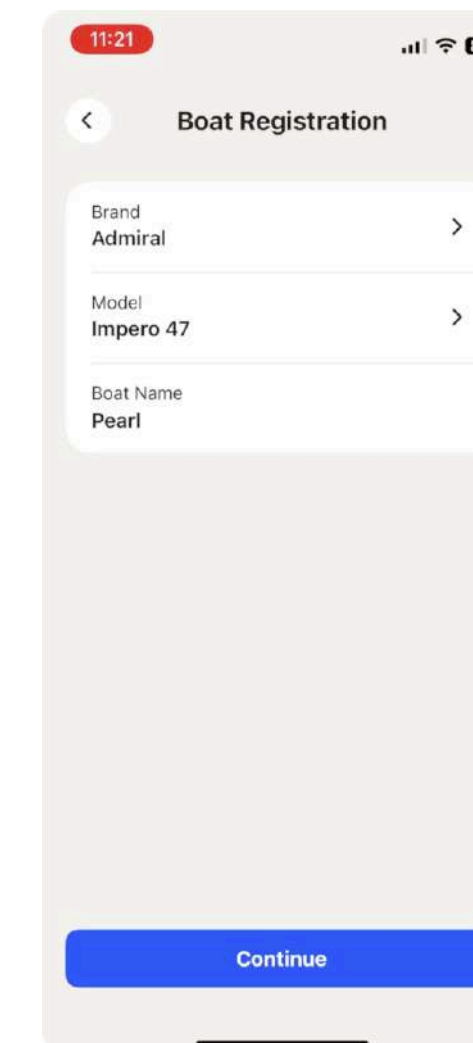 11:21
Boat Registration
Brand
Admiral
Model
Impero 47
Boat Name
Pearl
Continue